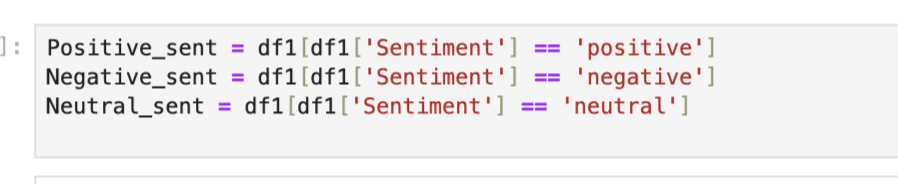 ]:
Positive_sent = df1[df1['Sentiment'] == 'positive']
Negative_sent = df1[df1['Sentiment'] == 'negative']
Neutral_sent = df1[df1['Sentiment'] == 'neutral']